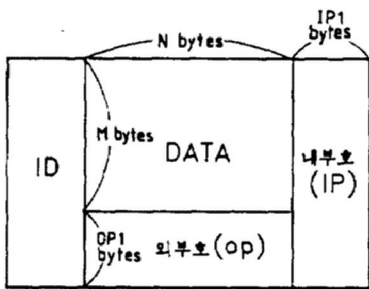 N bytes
IP1
bytes
ID
M bytes
DATA
내부호
(IP)
OP1
bytes
외부호(op)